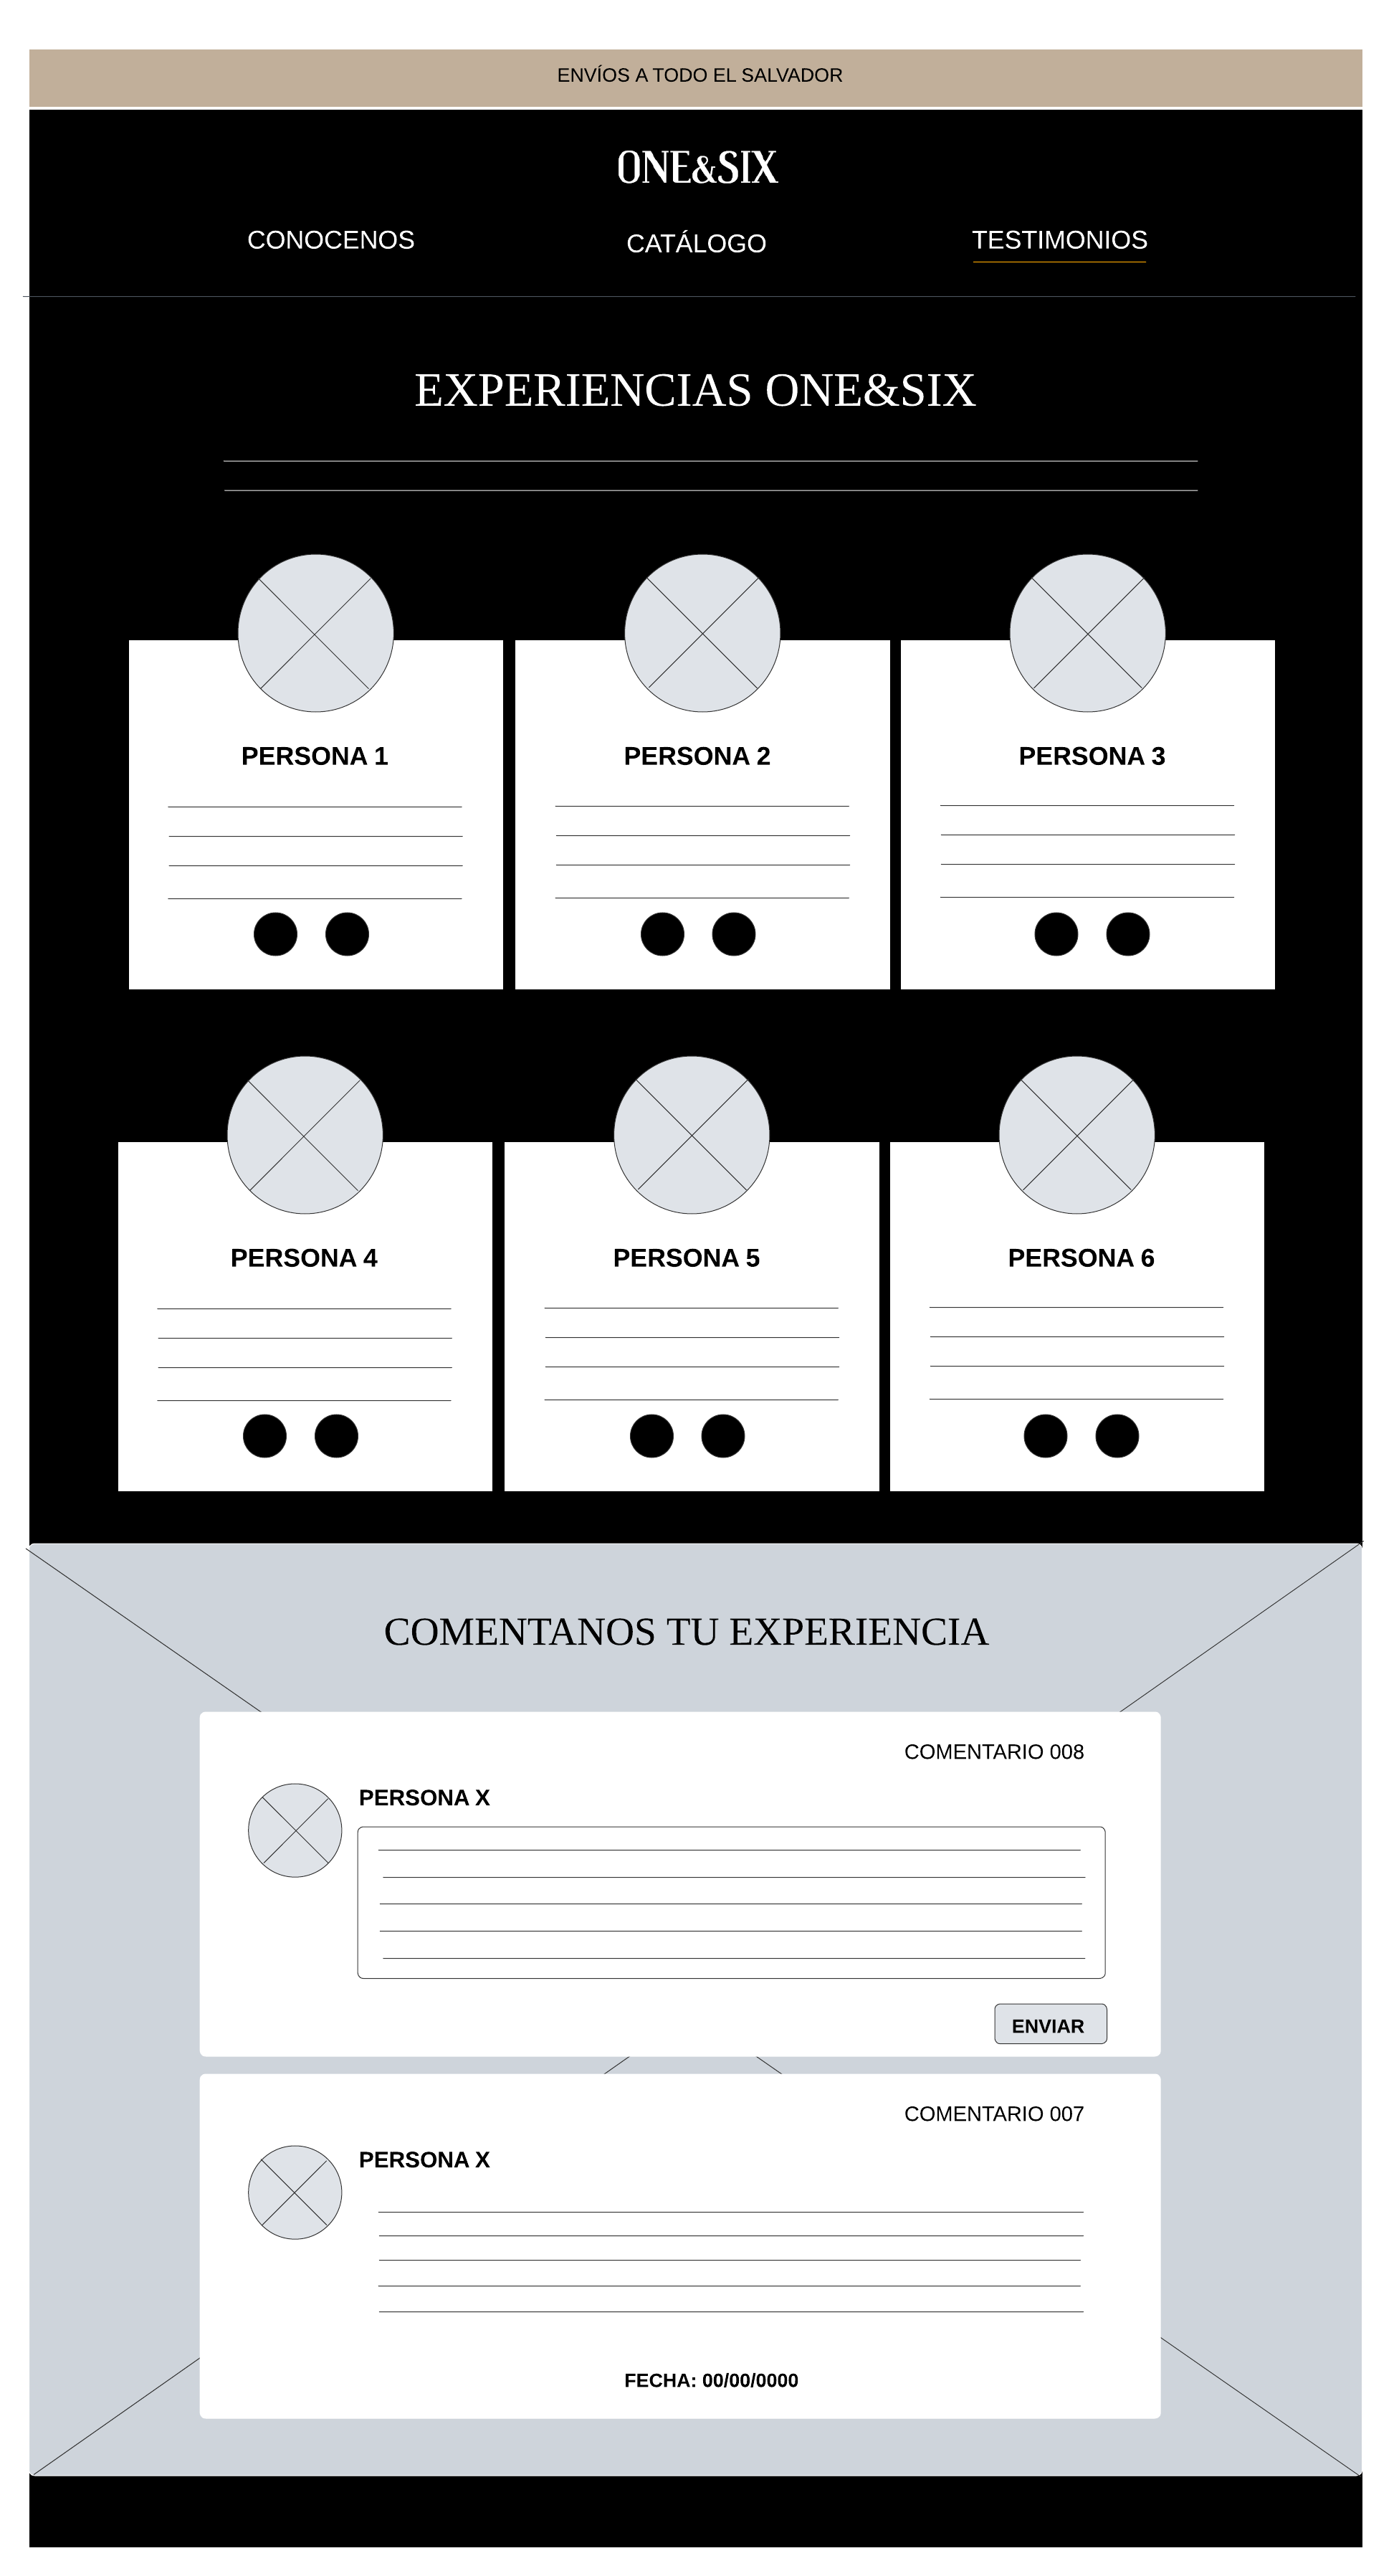 ENVÍOS A TODO EL SALVADOR
ONE&SIX
CONOCENOS
CATÁLOGO
TESTIMONIOS
EXPERIENCIAS ONE&SIX
PERSONA 1
PERSONA 2
PERSONA 3
PERSONA 4
PERSONA 5
PERSONA 6
COMENTANOS TU EXPERIENCIA
COMENTARIO 008
PERSONA X
ENVIAR
COMENTARIO 007
PERSONA X
FECHA: 00/00/0000